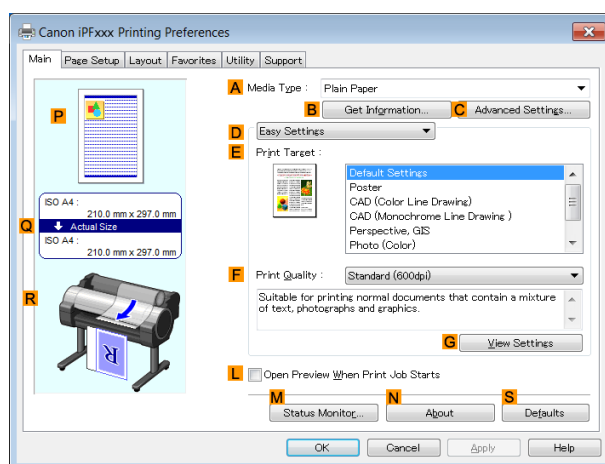 Canon iPFxxx Printing Preferences
Main Page Setup Layout Favorites Utility Support
A Media Type : Plain Paper
B Get Information... C Advanced Settings...
D Easy Settings
E Print Target :
Default Settings
Poster
CAD (Color Line Drawing)
CAD (Monochrome Line Drawing )
Perspective, GIS
Photo (Color)
P
ISO A4 :
210.0 mm x 297.0 mm
Q Actual Size
ISO A4 :
210.0 mm x 297.0 mm
R
R
F Print Quality : Standard (600dpi)
Suitable for printing normal documents that contain a mixture
of text, photographs and graphics.
G View Settings
L Open Preview When Print Job Starts
M N S
Status Monitor... About Defaults
OK Cancel Apply Help